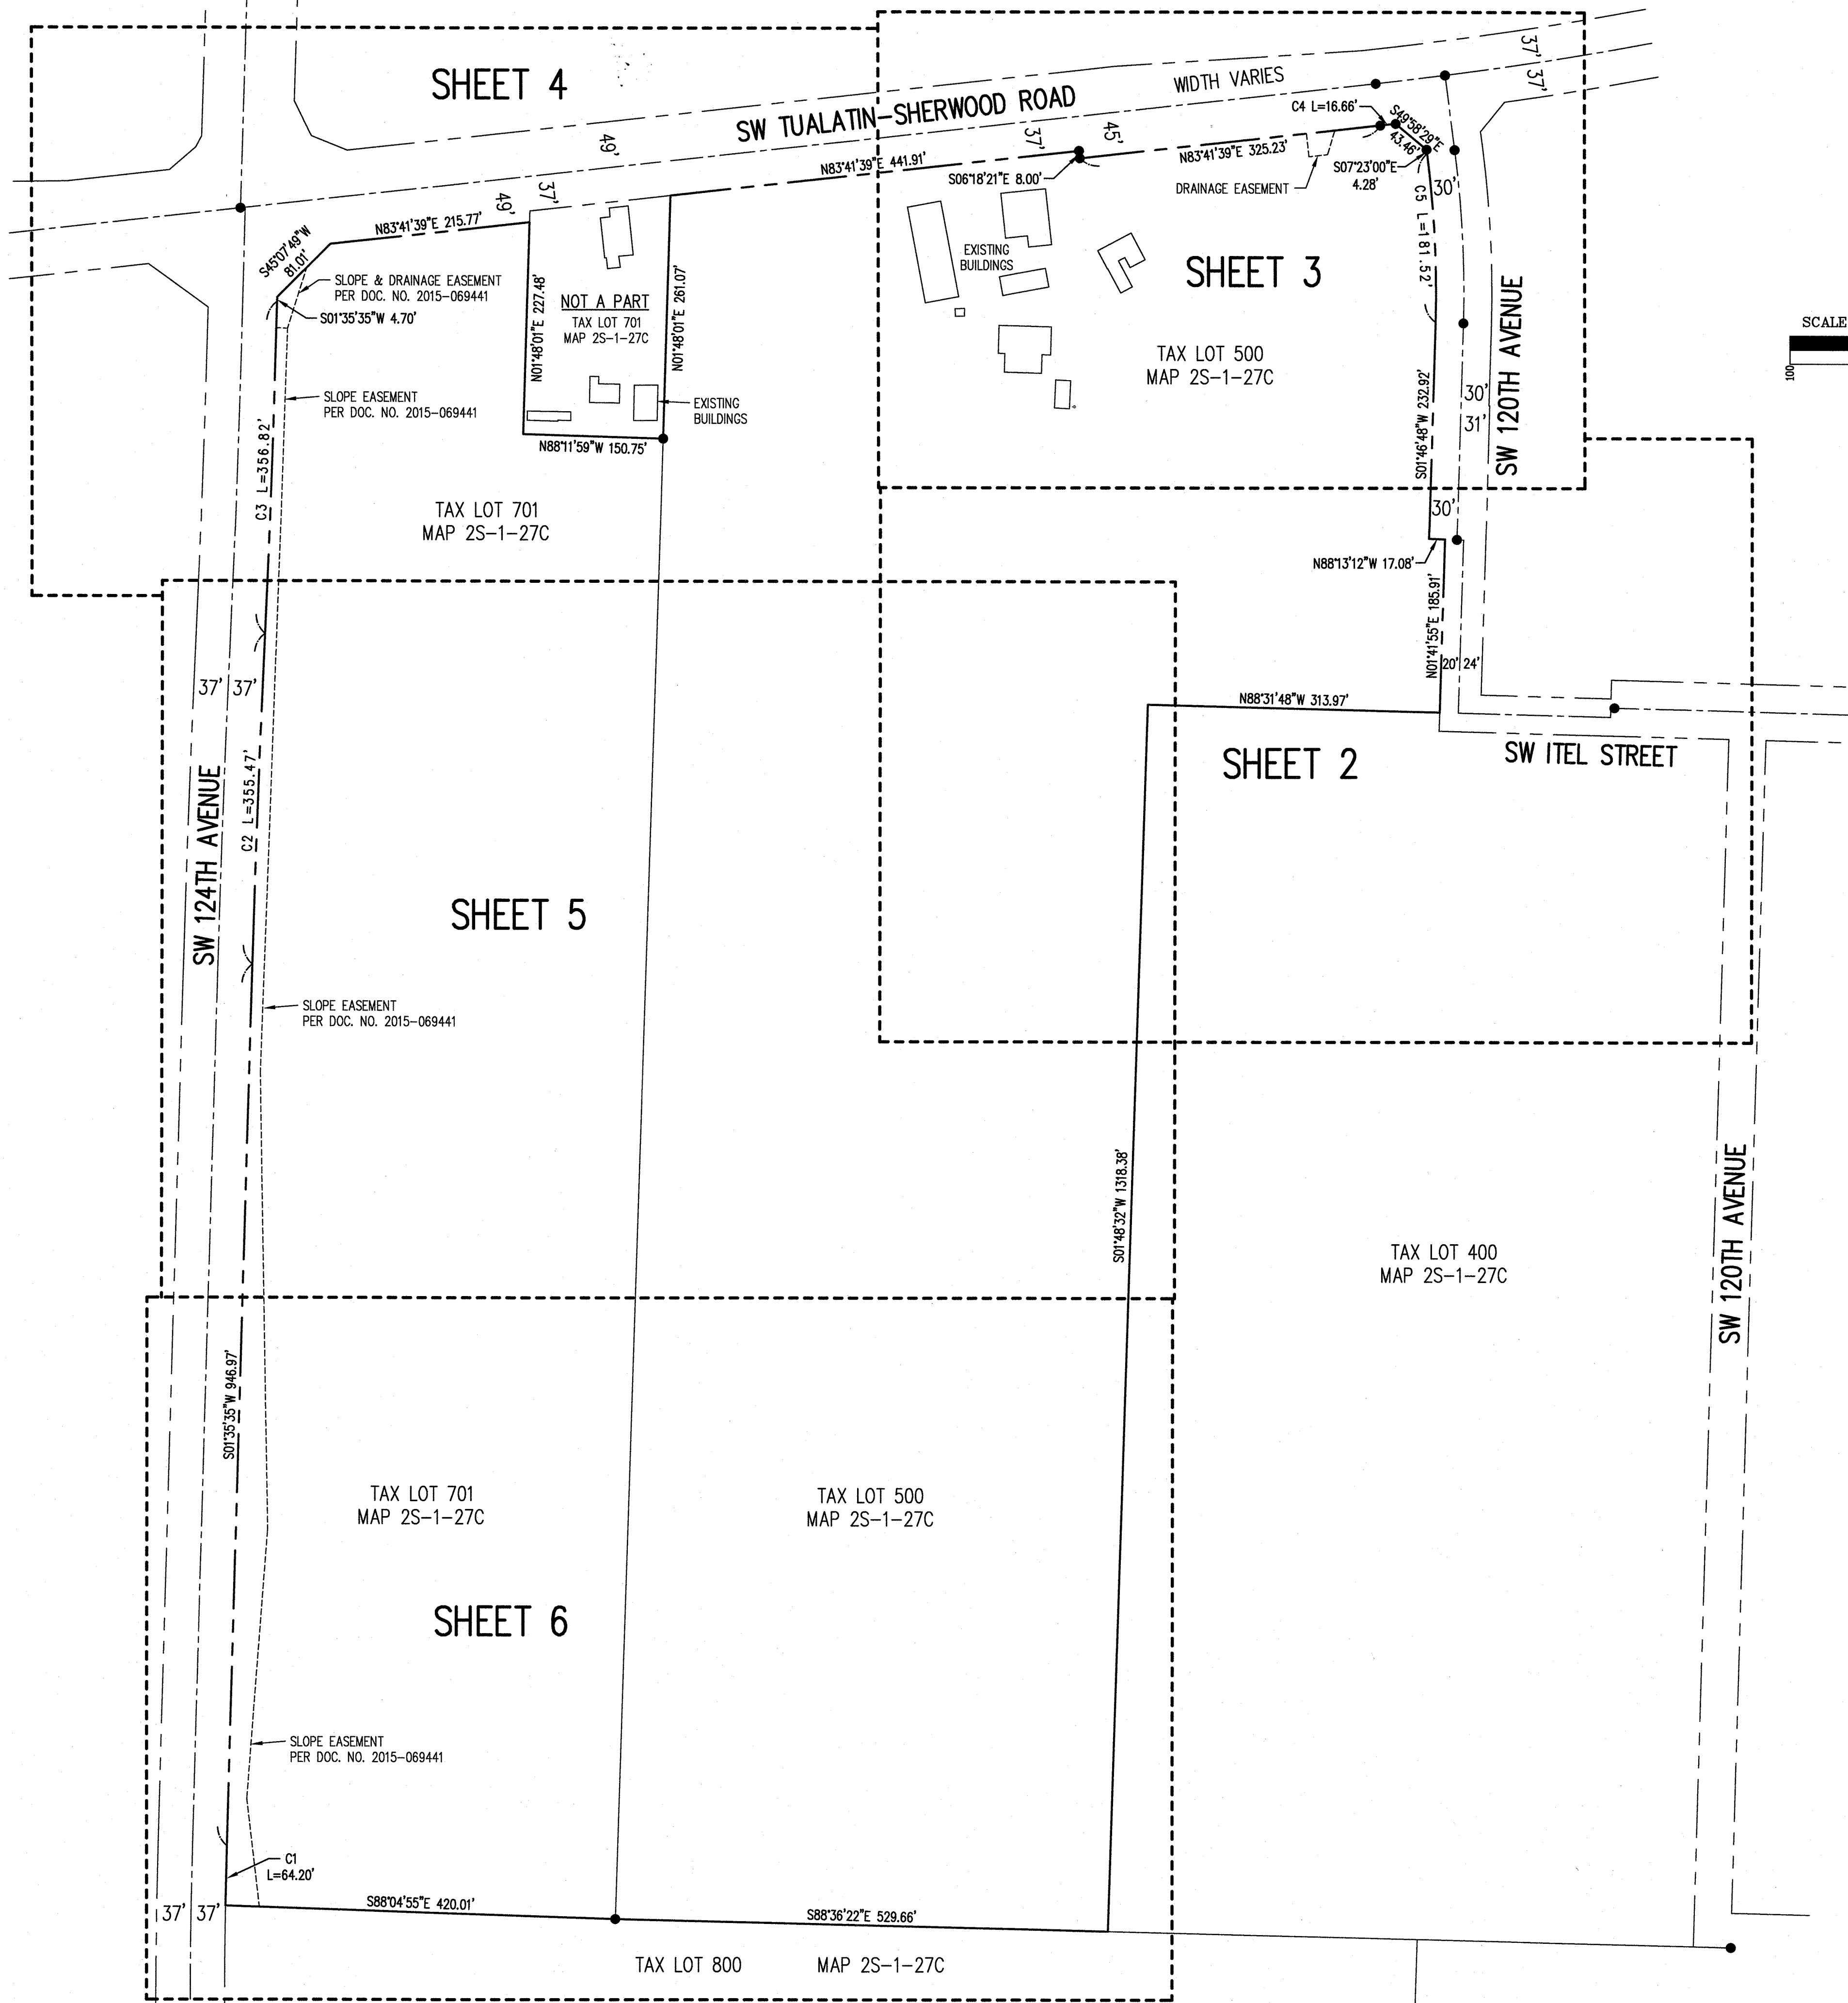 SHEET 4
SW TUALATIN-SHERWOOD ROAD
WIDTH VARIES
37'
37'
C4 L=16.66'
S49°58'29"E
43.46'
49'
37'
45'
N83°41'39"E 441.91'
S06°18'21"E 8.00'
N83°41'39"E 325.23'
DRAINAGE EASEMENT
S07°23'00"E
4.28'
30'
C5 L=181.52'
49'
37'
N83°41'39"E 215.77'
S45°07'49"W
81.01'
SLOPE & DRAINAGE EASEMENT
PER DOC. NO. 2015-069441
S01°35'35"W 4.70'
N01°48'01"E 227.48'
NOT A PART
TAX LOT 701
MAP 2S-1-27C
N01°48'01"E 261.07'
EXISTING
BUILDINGS
SHEET 3
SW 120TH AVENUE
SCALE
100
TAX LOT 500
MAP 2S-1-27C
SLOPE EASEMENT
PER DOC. NO. 2015-069441
EXISTING
BUILDINGS
30'
31'
S01°46'48"W 232.92'
C3 L=356.82'
N88°11'59"W 150.75'
TAX LOT 701
MAP 2S-1-27C
30'
N88°13'12"W 17.08'
N01°41'55"E 185.91'
20'
24'
37'
37'
N88°31'48"W 313.97'
SHEET 2
SW ITEL STREET
C2 L=355.47'
SW 124TH AVENUE
SHEET 5
SLOPE EASEMENT
PER DOC. NO. 2015-069441
S01°48'32"W 1318.38'
SW 120TH AVENUE
TAX LOT 400
MAP 2S-1-27C
S01°35'35"W 946.97'
TAX LOT 701
MAP 2S-1-27C
TAX LOT 500
MAP 2S-1-27C
SHEET 6
SLOPE EASEMENT
PER DOC. NO. 2015-069441
C1
L=64.20'
37'
37'
S88°04'55"E 420.01'
S88°36'22"E 529.66'
TAX LOT 800
MAP 2S-1-27C